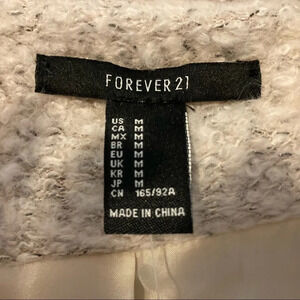 FOREVER 21
US M
CA M
MX M
BR M
EU M
UK M
KR M
JP M
CN 165/92A
MADE IN CHINA